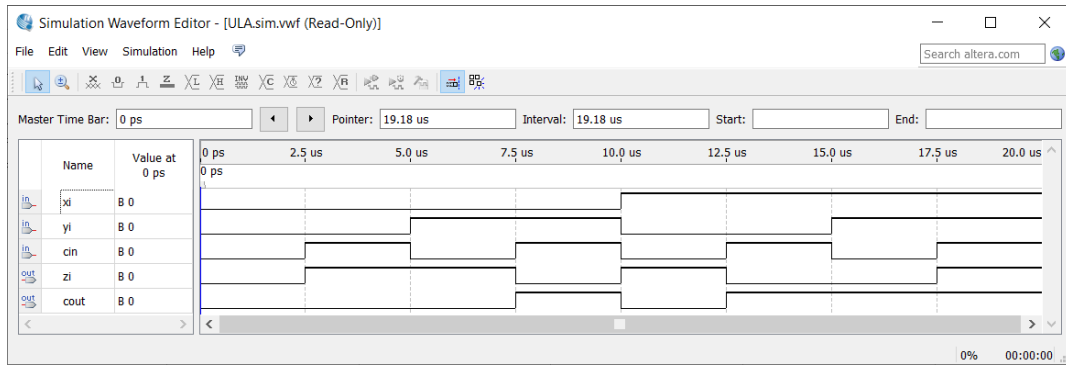 Simulation Waveform Editor - [ULA.sim.vwf (Read-Only)]
File Edit View Simulation Help
Search altera.com
Master Time Bar: 0 ps Pointer: 19.18 us Interval: 19.18 us Start: End:
Name Value at 0 ps
0 ps 2.5 us 5.0 us 7.5 us 10.0 us 12.5 us 15.0 us 17.5 us 20.0 us
0 ps
in xi B 0
in yi B 0
in cin B 0
out zi B 0
out cout B 0
0% 00:00:00